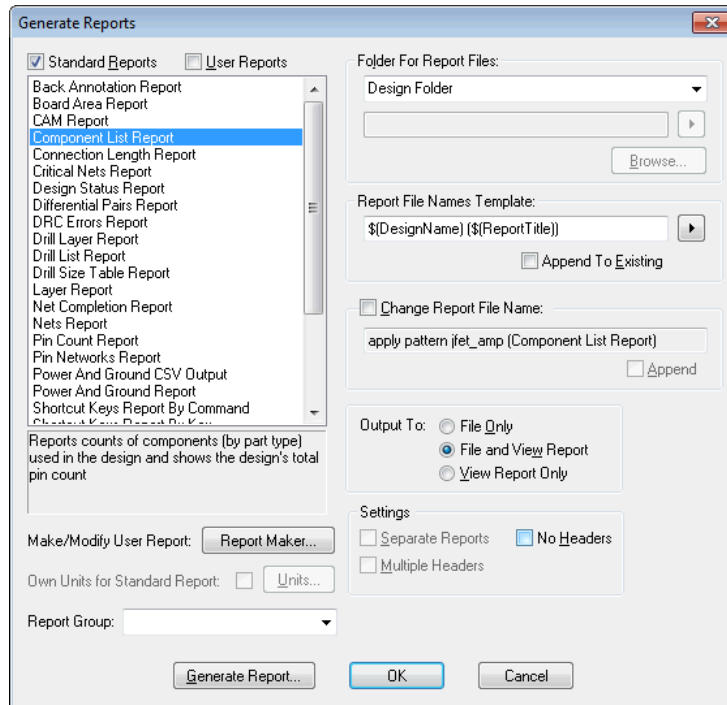 Generate Reports
Standard Reports
User Reports
Back Annotation Report
Board Area Report
CAM Report
Component List Report
Connection Length Report
Critical Nets Report
Design Status Report
Differential Pairs Report
DRC Errors Report
Drill Layer Report
Drill List Report
Drill Size Table Report
Layer Report
Net Completion Report
Nets Report
Pin Count Report
Pin Networks Report
Power And Ground CSV Output
Power And Ground Report
Shortcut Keys Report By Command
Shortcut Keys Report By Key
Reports counts of components (by part type)
used in the design and shows the design's total
pin count
Make/Modify User Report:
Report Maker...
Own Units for Standard Report:
Units...
Report Group:
Folder For Report Files:
Design Folder
Browse...
Report File Names Template:
$(DesignName) ($(ReportTitle))
Append To Existing
Change Report File Name:
apply pattern jfet_amp (Component List Report)
Append
Output To:
File Only
File and View Report
View Report Only
Settings
Separate Reports
No Headers
Multiple Headers
Generate Report...
OK
Cancel